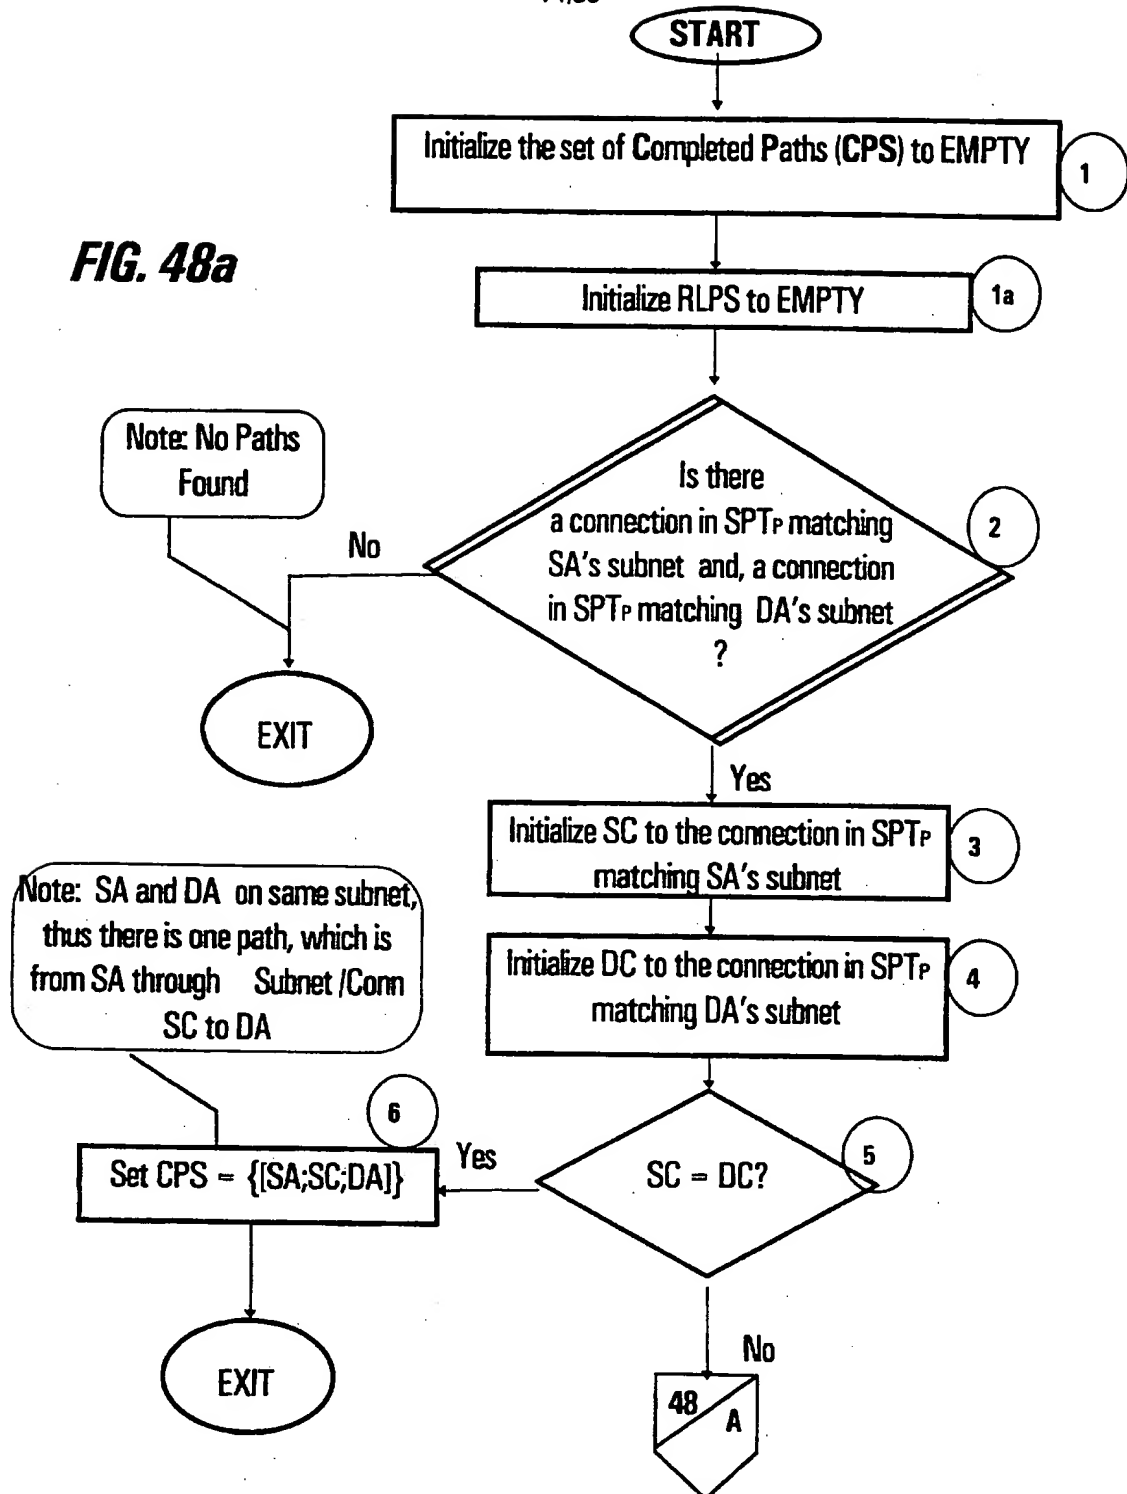 START
Initialize the set of Completed Paths (CPS) to EMPTY
1
FIG. 48a
Initialize RLPS to EMPTY
1a
Note: No Paths
Found
No
Is there
a connection in SPTP matching
SA's subnet and, a connection
in SPTP matching DA's subnet
?
2
EXIT
Yes
Initialize SC to the connection in SPTP
matching SA's subnet
3
Note: SA and DA on same subnet,
thus there is one path, which is
from SA through Subnet /Conn
SC to DA
Initialize DC to the connection in SPTP
matching DA's subnet
4
6
Set CPS = {[SA;SC;DA]}
Yes
SC = DC?
5
EXIT
No
48
A